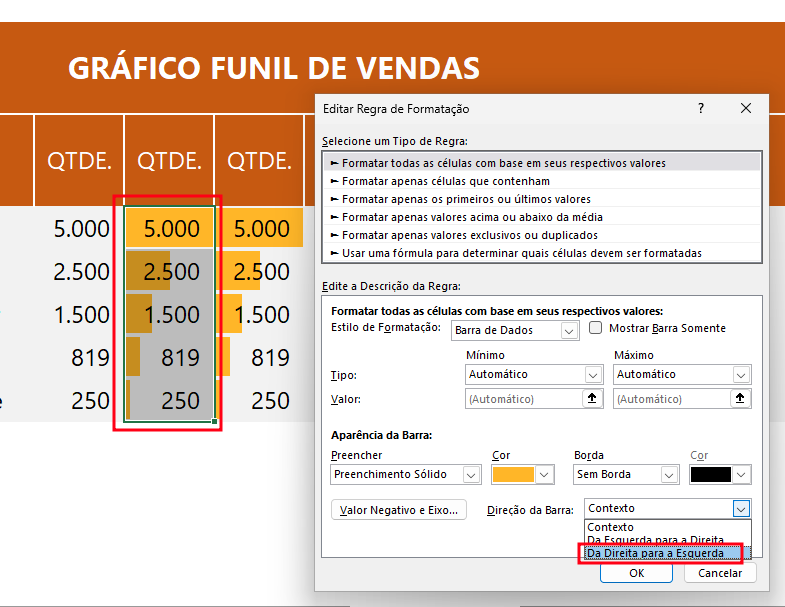 GRÁFICO FUNIL DE VENDAS
QTDE. QTDE. QTDE.
5.000 5.000 5.000
2.500 2.500 2.500
1.500 1.500 1.500
819 819 819
250 250 250
Editar Regra de Formatação ?
Selecione um Tipo de Regra:
► Formatar todas as células com base em seus respectivos valores
► Formatar apenas células que contenham
► Formatar apenas os primeiros ou últimos valores
► Formatar apenas valores acima ou abaixo da média
► Formatar apenas valores exclusivos ou duplicados
► Usar uma fórmula para determinar quais células devem ser formatadas
Edite a Descrição da Regra:
Formatar todas as células com base em seus respectivos valores:
Estilo de Formatação: Barra de Dados Mostrar Barra Somente
Mínimo Máximo
Tipo: Automático Automático
Valor: (Automático) (Automático)
Aparência da Barra:
Preencher Cor Borda Cor
Preenchimento Sólido Sem Borda
Valor Negativo e Eixo... Direção da Barra: Contexto
Contexto
Da Esquerda para a Direita
Da Direita para a Esquerda
OK Cancelar